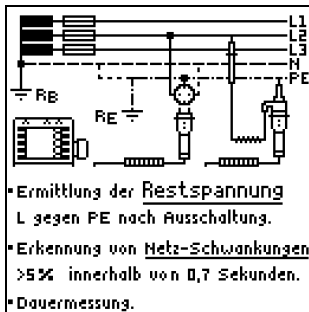 L1
L2
L3
N
PE
RB
RE
▪Ermittlung der Restspannung
L gegen PE nach Ausschaltung.
▪Erkennung von Netz-Schwankungen
>5% innerhalb von 0,7 Sekunden.
▪Dauermessung.